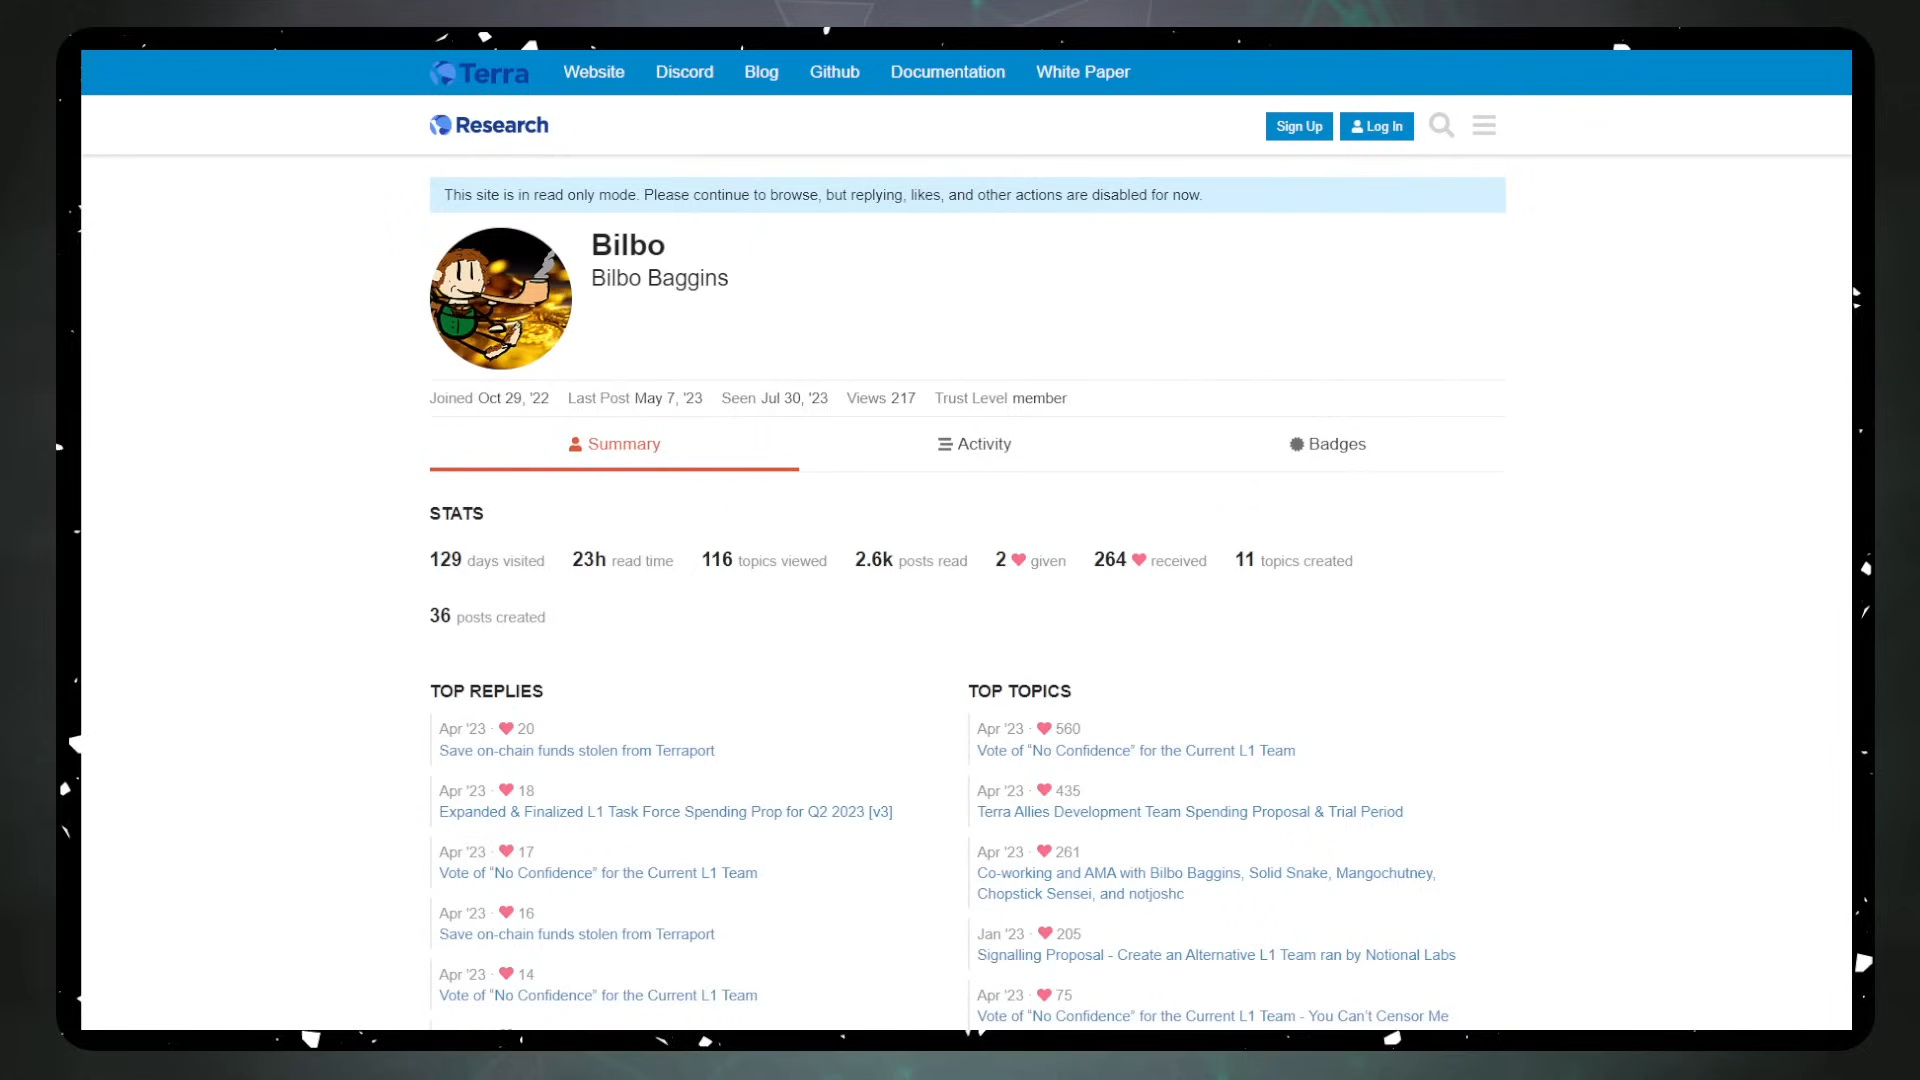 Terra Website Discord Blog Github Documentation White Paper
Research Sign Up Log In
This site is in read only mode. Please continue to browse, but replying, likes, and other actions are disabled for now.
Bilbo
Bilbo Baggins
Joined Oct 29, '22 Last Post May 7, '23 Seen Jul 30, '23 Views 217 Trust Level member
Summary Activity Badges
STATS
129 days visited 23h read time 116 topics viewed 2.6k posts read 2 given 264 received 11 topics created
36 posts created
TOP REPLIES
Apr '23 · 20
Save on-chain funds stolen from Terraport
Apr '23 · 18
Expanded & Finalized L1 Task Force Spending Prop for Q2 2023 [v3]
Apr '23 · 17
Vote of “No Confidence” for the Current L1 Team
Apr '23 · 16
Save on-chain funds stolen from Terraport
Apr '23 · 14
Vote of “No Confidence” for the Current L1 Team
TOP TOPICS
Apr '23 · 560
Vote of “No Confidence” for the Current L1 Team
Apr '23 · 435
Terra Allies Development Team Spending Proposal & Trial Period
Apr '23 · 261
Co-working and AMA with Bilbo Baggins, Solid Snake, Mangochutney,
Chopstick Sensei, and notjoshc
Jan '23 · 205
Signalling Proposal - Create an Alternative L1 Team ran by Notional Labs
Apr '23 · 75
Vote of “No Confidence” for the Current L1 Team - You Can’t Censor Me